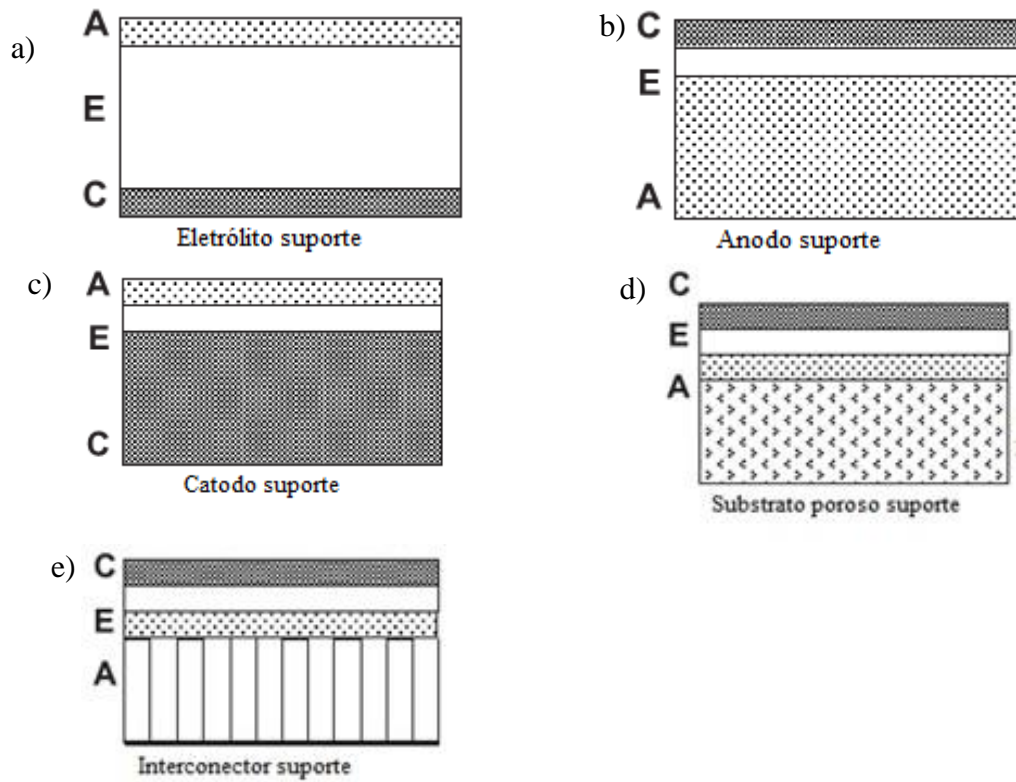 a)
A
E
C
Eletrólito suporte
b)
C
E
A
Anodo suporte
c)
A
E
C
Catodo suporte
d)
C
E
A
Substrato poroso suporte
e)
C
E
A
Interconector suporte